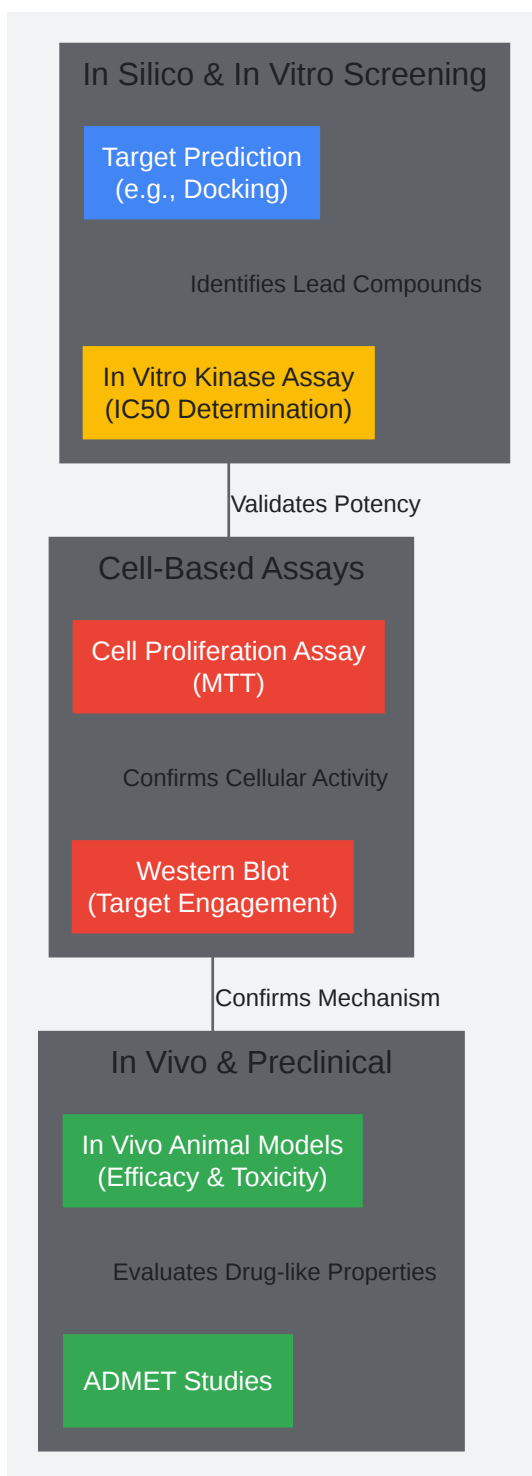 In Silico & In Vitro Screening
Target Prediction
(e.g., Docking)
Identifies Lead Compounds
In Vitro Kinase Assay
(IC50 Determination)
Validates Potency
Cell-Based Assays
Cell Proliferation Assay
(MTT)
Confirms Cellular Activity
Western Blot
(Target Engagement)
Confirms Mechanism
In Vivo & Preclinical
In Vivo Animal Models
(Efficacy & Toxicity)
Evaluates Drug-like Properties
ADMET Studies